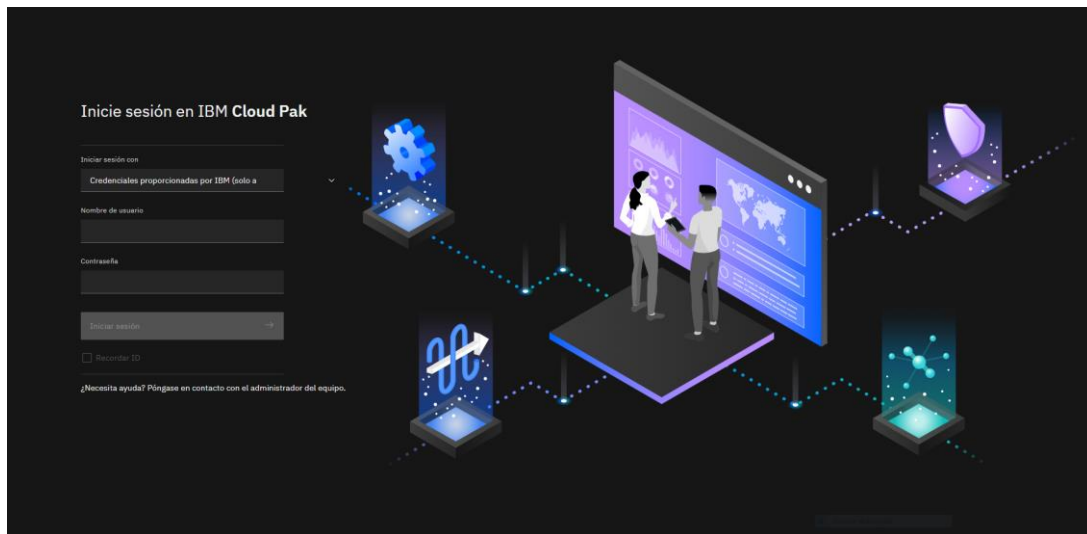 Inicie sesión en IBM Cloud Pak
Iniciar sesión con
Credenciales proporcionadas por IBM (solo a
Nombre de usuario
Contraseña
Iniciar sesión
Recordar ID
¿Necesita ayuda? Póngase en contacto con el administrador del equipo.